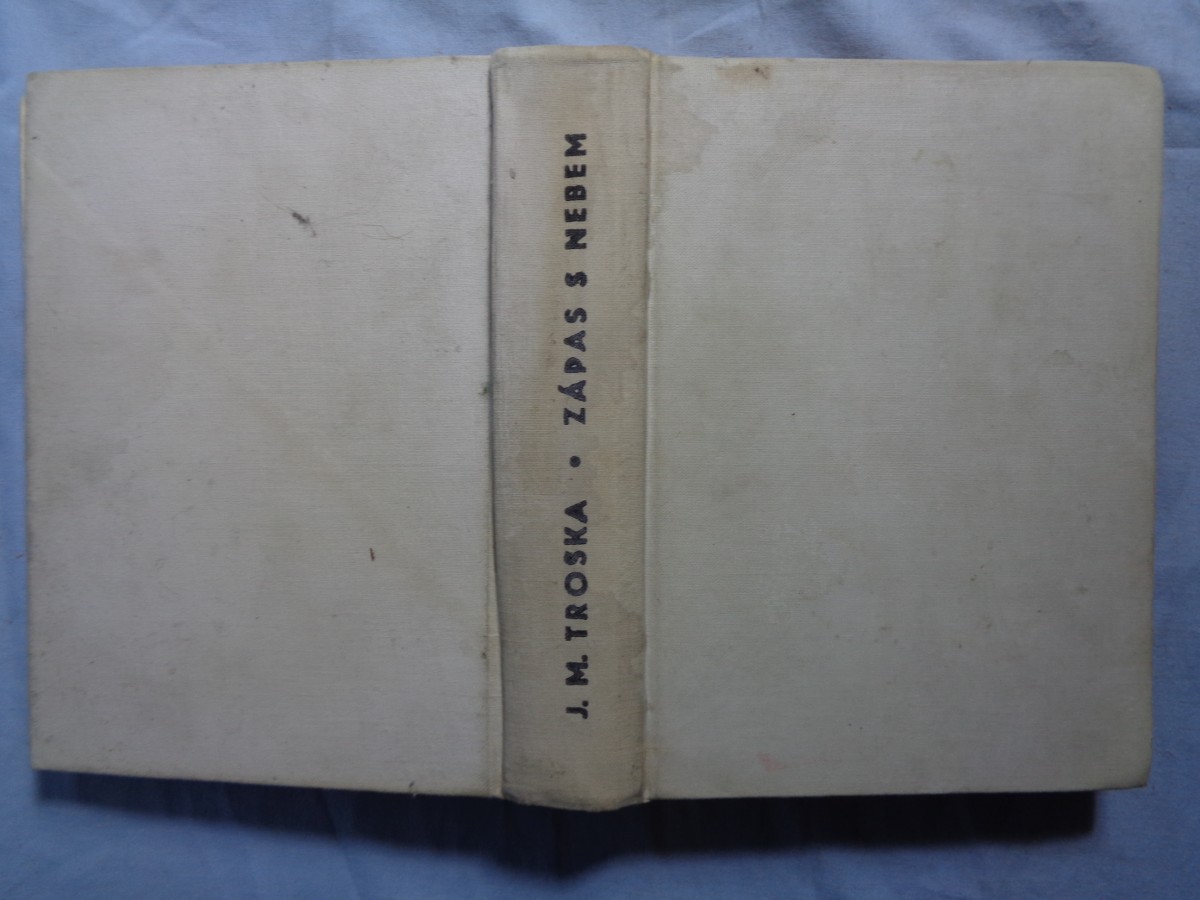 J. M. TROSKA • ZÁPAS S NEBEM